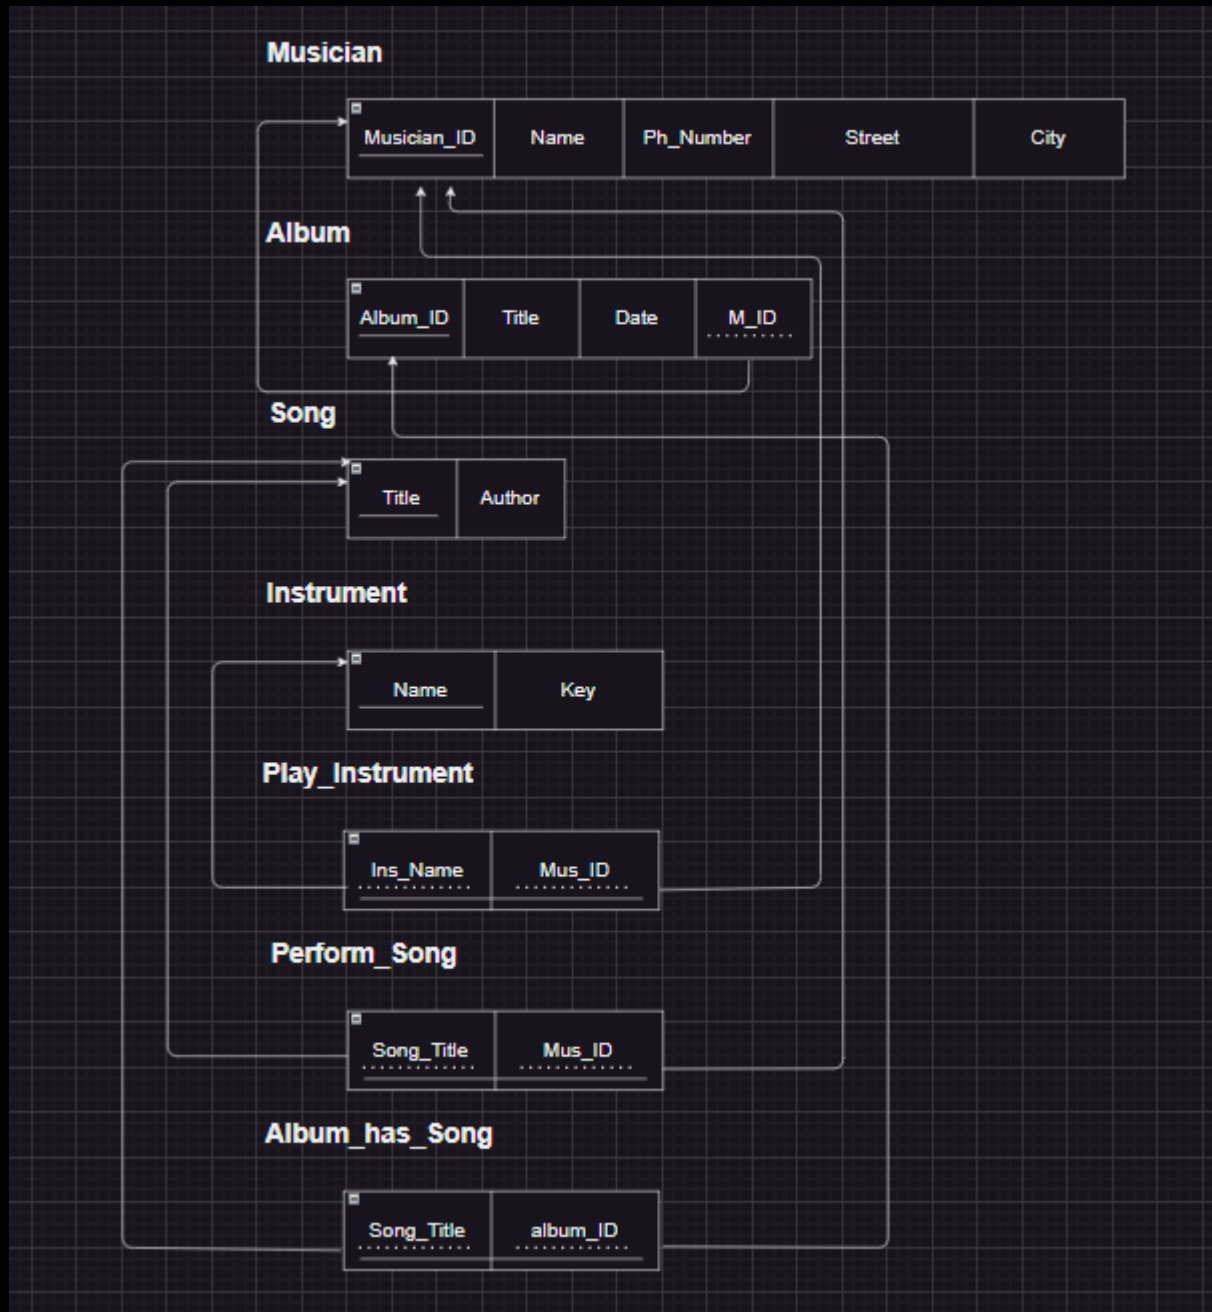 Musician
Musician_ID Name Ph_Number Street City
Album
Album_ID Title Date M_ID
Song
Title Author
Instrument
Name Key
Play_Instrument
Ins_Name Mus_ID
Perform_Song
Song_Title Mus_ID
Album_has_Song
Song_Title album_ID